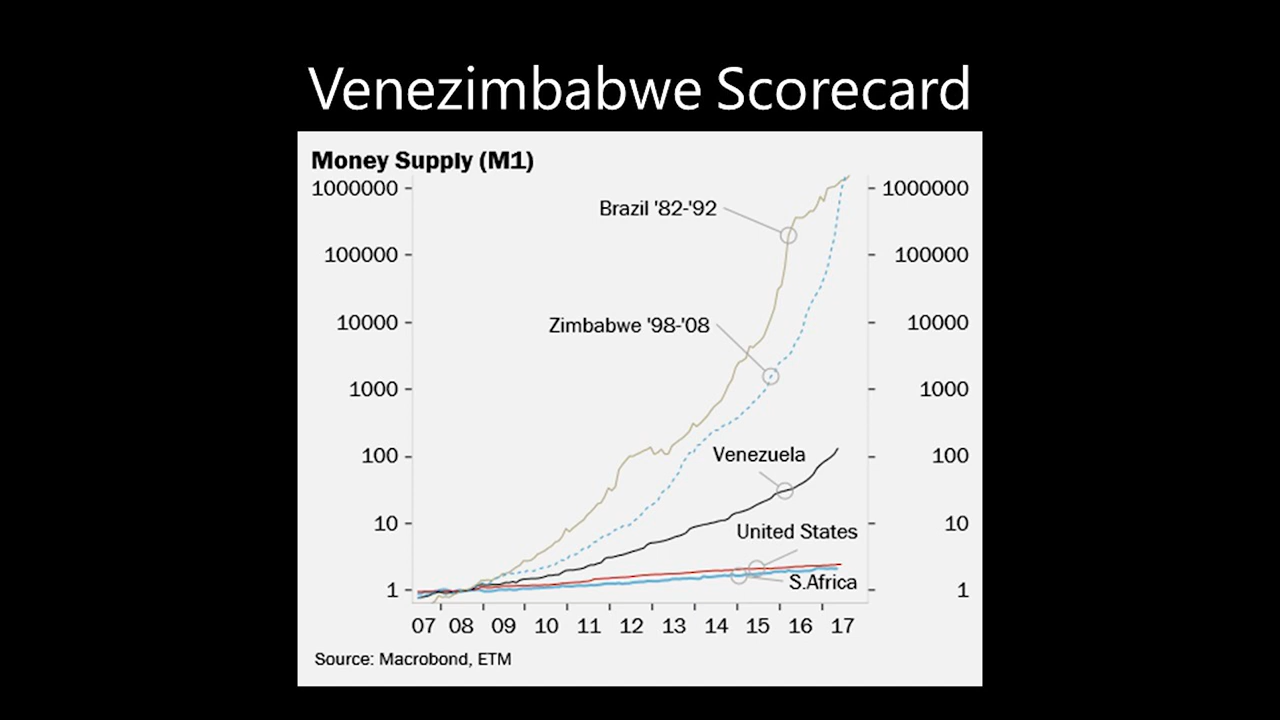 Venezimbabwe Scorecard
Money Supply (M1)
1000000 1000000
Brazil '82-'92
100000 100000
Zimbabwe '98-'08
10000 10000
1000 1000
Venezuela
100 100
10 10
United States
S.Africa
1 1
07 08 09 10 11 12 13 14 15 16 17
Source: Macrobond, ETM